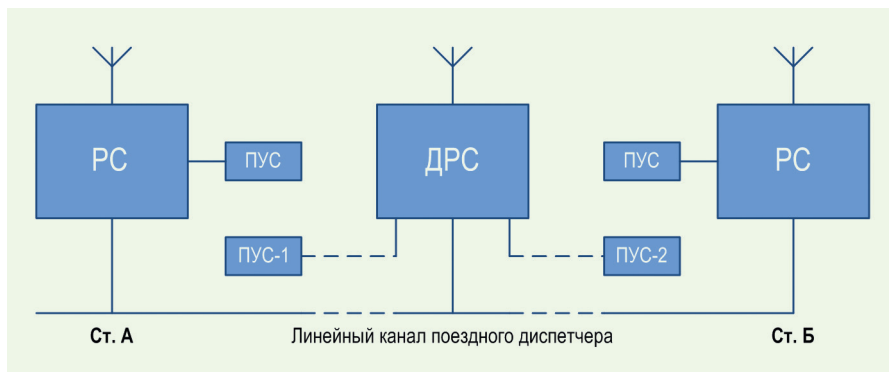 РС
ПУС
ДРС
ПУС
РС
ПУС-1
ПУС-2
Ст. А
Линейный канал поездного диспетчера
Ст. Б